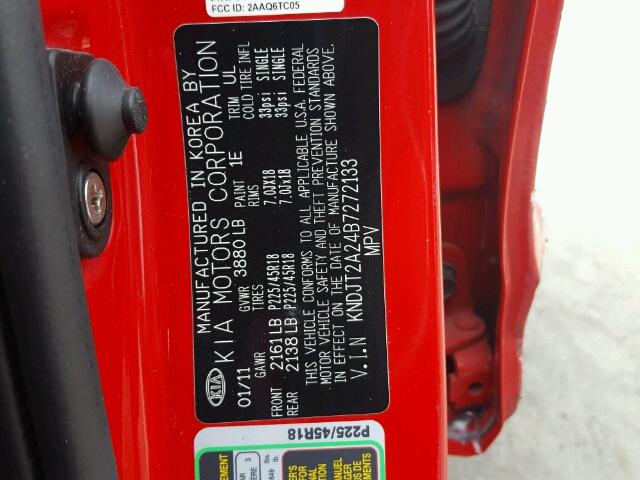 FCC ID: 2AAQ6TC05
MANUFACTURED IN KOREA BY
KIA KIA MOTORS CORPORATION
01/11 GVWR 3880 LB PAINT 1E TRIM UL
GAWR TIRES RIMS COLD TIRE INFL
FRONT 2161 LB P225/45R18 7.0JX18 33psi SINGLE
REAR 2138 LB P225/45R18 7.0Jx18 33psi SINGLE
THIS VEHICLE CONFORMS TO ALL APPLICABLE U.S.A. FEDERAL
MOTOR VEHICLE SAFETY AND THEFT PREVENTION STANDARDS
IN EFFECT ON THE DATE OF MANUFACTURE SHOWN ABOVE.
V.I.N KNDJT2A24B7272133
MPV
P225/45R18
3